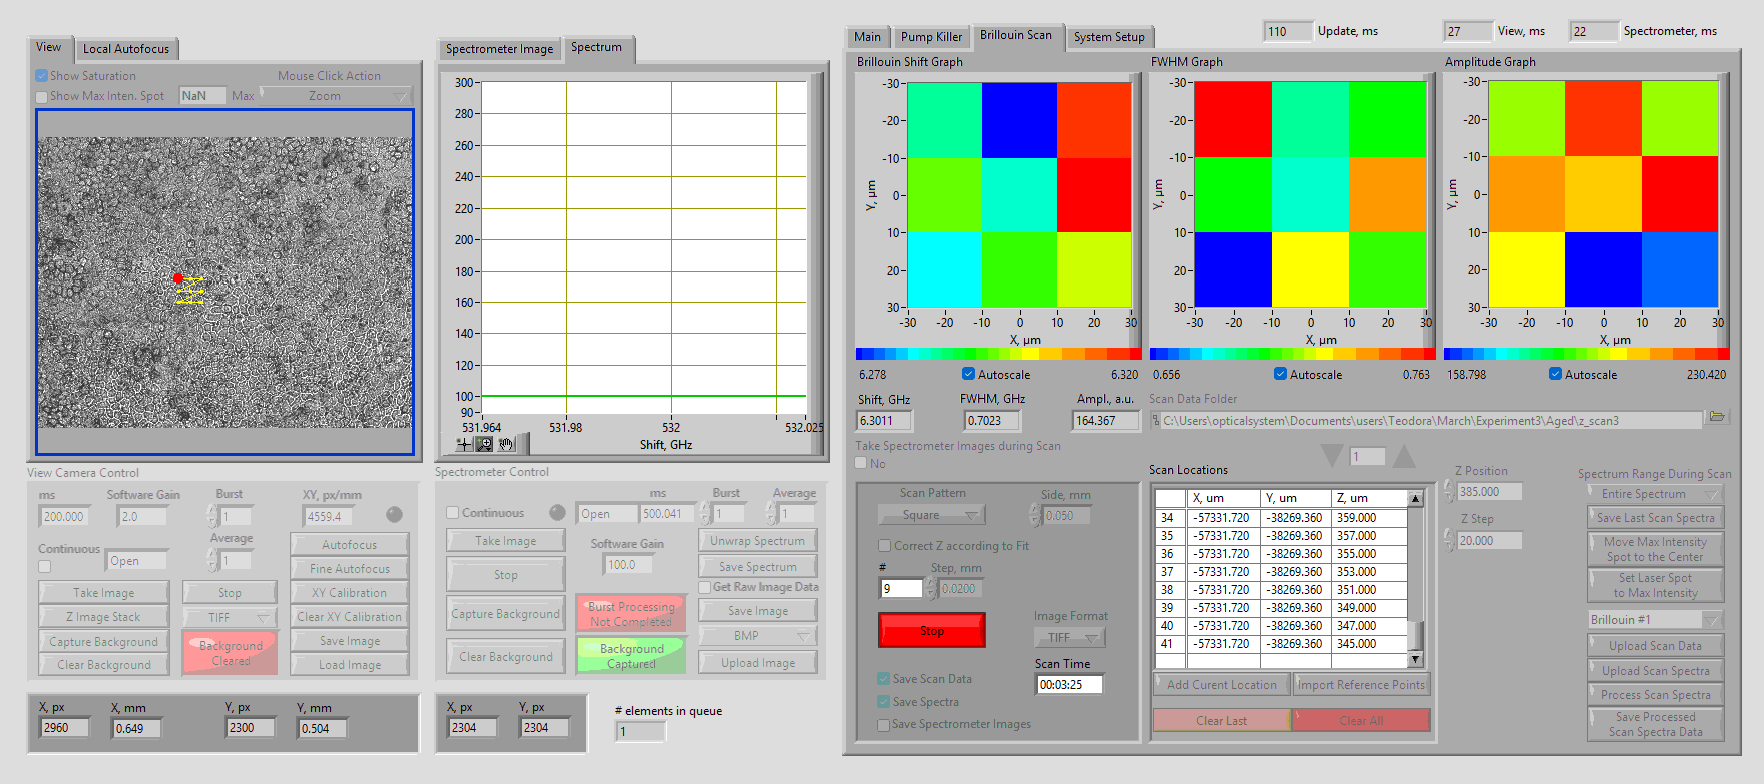 View
Local Autofocus
Show Saturation
Mouse Click Action
Show Max Inten. Spot
NaN
Max
Zoom
View Camera Control
ms
Software Gain
Burst
XY, px/mm
200.000
2.0
1
4559.4
Average
Continuous
Open
1
Autofocus
Fine Autofocus
Take Image
Stop
XY Calibration
Z Image Stack
TIFF
Clear XY Calibration
Capture Background
Background
Cleared
Save Image
Clear Background
Load Image
X, px
X, mm
Y, px
Y, mm
2960
0.649
2300
0.504
Spectrometer Image
Spectrum
300
280
260
240
220
200
180
160
140
120
100
90
531.964
531.98
532
532.025
Shift, GHz
Spectrometer Control
ms
Burst
Average
Continuous
Open
500.041
1
1
Take Image
Software Gain
Unwrap Spectrum
Stop
100.0
Save Spectrum
Get Raw Image Data
Capture Background
Burst Processing
Not Completed
Save Image
BMP
Clear Background
Background
Captured
Upload Image
X, px
Y, px
2304
2304
# elements in queue
1
110
Update, ms
27
View, ms
22
Spectrometer, ms
Main
Pump Killer
Brillouin Scan
System Setup
Brillouin Shift Graph
-30
-20
-10
0
10
20
30
Y, µm
-30
-20
-10
0
10
20
30
X, µm
6.278
Autoscale
6.320
FWHM Graph
-30
-20
-10
0
10
20
30
Y, µm
-30
-20
-10
0
10
20
30
X, µm
0.656
Autoscale
0.763
Amplitude Graph
-30
-20
-10
0
10
20
30
Y, µm
-30
-20
-10
0
10
20
30
X, µm
158.798
Autoscale
230.420
Shift, GHz
FWHM, GHz
Ampl., a.u.
Scan Data Folder
6.3011
0.7023
164.367
C:\Users\opticalsystem\Documents\users\Teodora\March\Experiment3\Aged\z_scan3
Take Spectrometer Images during Scan
No
1
Scan Pattern
Side, mm
Square
0.050
Correct Z according to Fit
#
Step, mm
9
0.0200
Stop
Image Format
TIFF
Scan Time
00:03:25
Save Scan Data
Save Spectra
Save Spectrometer Images
Scan Locations
X, um Y, um Z, um
34 -57331.720 -38269.360 359.000
35 -57331.720 -38269.360 357.000
36 -57331.720 -38269.360 355.000
37 -57331.720 -38269.360 353.000
38 -57331.720 -38269.360 351.000
39 -57331.720 -38269.360 349.000
40 -57331.720 -38269.360 347.000
41 -57331.720 -38269.360 345.000
Add Curent Location
Import Reference Points
Clear Last
Clear All
Z Position
385.000
Z Step
20.000
Spectrum Range During Scan
Entire Spectrum
Save Last Scan Spectra
Move Max Intensity
Spot to the Center
Set Laser Spot
to Max Intensity
Brillouin #1
Upload Scan Data
Upload Scan Spectra
Process Scan Spectra
Save Processed
Scan Spectra Data